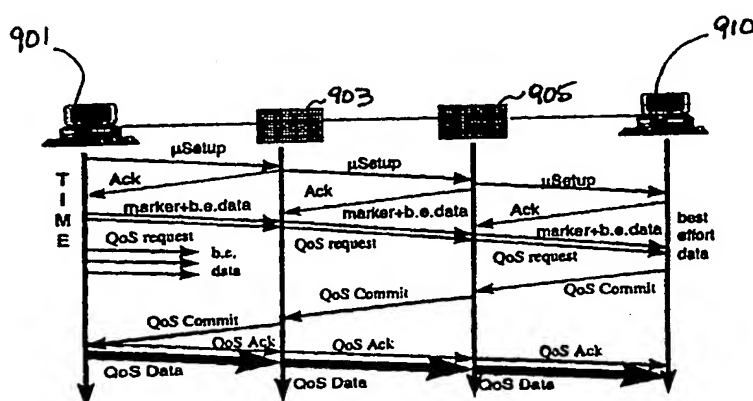 901
903
905
910
μSetup
μSetup
μSetup
Ack
Ack
Ack
T
I
M
E
marker+b.e.data
marker+b.e.data
marker+b.e.data
best
effort
data
QoS request
QoS request
QoS request
b.e.
data
QoS Commit
QoS Commit
QoS Commit
QoS Ack
QoS Ack
QoS Ack
QoS Data
QoS Data
QoS Data